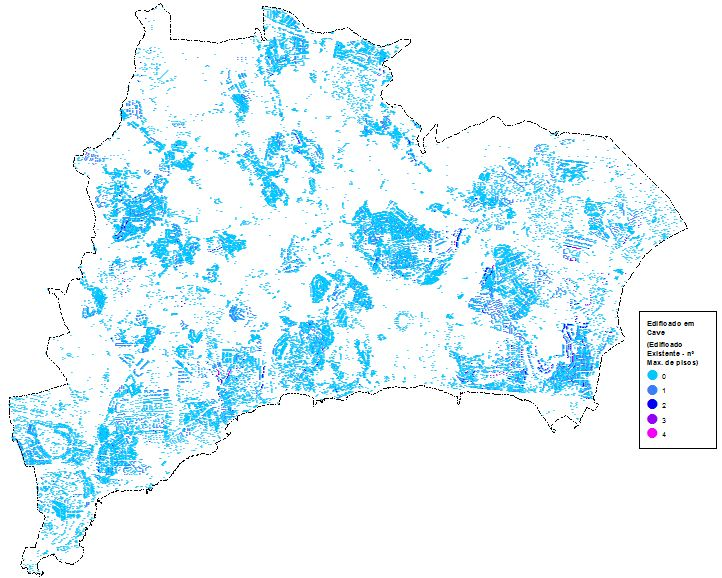 Edificado em
Cave
(Edificado
Existente - nº
Max. de pisos)
0
1
2
3
4